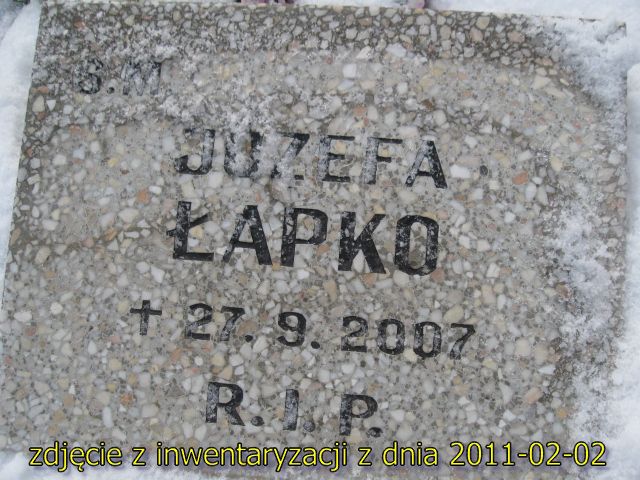 S.M
JUZEFA
ŁAPKO
† 27. 9. 2007
R. I. P.
zdjęcie z inwentaryzacji z dnia 2011-02-02